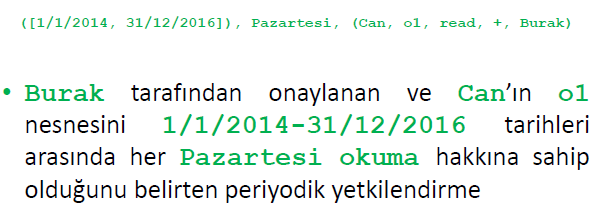 ([1/1/2014, 31/12/2016]), Pazartesi, (Can, o1, read, +, Burak)
• Burak tarafından onaylanan ve Can’ın o1
nesnesini 1/1/2014-31/12/2016 tarihleri
arasında her Pazartesi okuma hakkına sahip
olduğunu belirten periyodik yetkilendirme